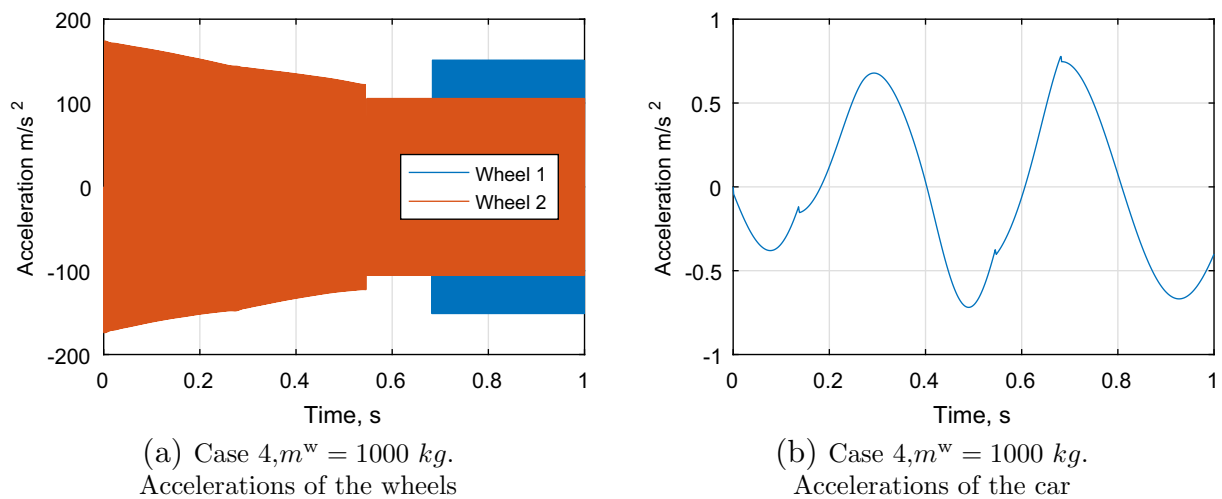 200
100
0
-100
-200
Acceleration m/s ²
0
0.2
0.4
0.6
0.8
1
Time, s
Wheel 1
Wheel 2
(a) Case 4,mʷ = 1000 kg.
Accelerations of the wheels
1
0.5
0
-0.5
-1
Acceleration m/s ²
0
0.2
0.4
0.6
0.8
1
Time, s
(b) Case 4,mʷ = 1000 kg.
Accelerations of the car